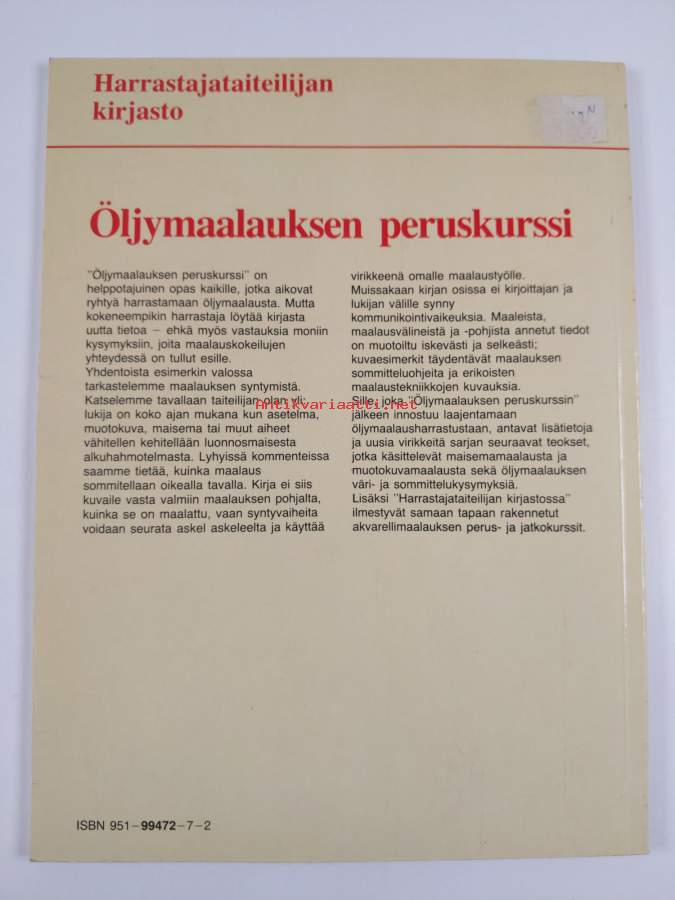 Harrastajataiteilijan
kirjasto
Öljymaalauksen peruskurssi
"Öljymaalauksen peruskurssi" on
helppotajuinen opas kaikille, jotka aikovat
ryhtyä harrastamaan öljymaalausta. Mutta
kokeneempikin harrastaja löytää kirjasta
uutta tietoa – ehkä myös vastauksia moniin
kysymyksiin, joita maalauskokeilujen
yhteydessä on tullut esille.
Yhdentoista esimerkin valossa
tarkastelemme maalauksen syntymistä.
Katselemme tavallaan taiteilijan olan yli;
lukija on koko ajan mukana kun asetelma,
muotokuva, maisema tai muut aiheet
vähitellen kehitellään luonnosmaisesta
alkuhahmotelmasta. Lyhyissä kommenteissa
saamme tietää, kuinka maalaus
sommitellaan oikealla tavalla. Kirja ei siis
kuvaile vasta valmiin maalauksen pohjalta,
kuinka se on maalattu, vaan syntyvaiheita
voidaan seurata askel askeleelta ja käyttää
virikkeenä omalle maalaustyölle.
Muissakaan kirjan osissa ei kirjoittajan ja
lukijan välille synny
kommunikointivaikeuksia. Maaleista,
maalausvälineistä ja -pohjista annetut tiedot
on muotoiltu iskevästi ja selkeästi;
kuvaesimerkit täydentävät maalauksen
sommitteluohjeita ja erikoisten
maalaustekniikkojen kuvauksia.
Sille, joka "Öljymaalauksen peruskurssin"
jälkeen innostuu laajentamaan
öljymaalausharrastustaan, antavat lisätietoja
ja uusia virikkeitä sarjan seuraavat teokset,
jotka käsittelevät maisemamaalausta ja
muotokuvamaalausta sekä öljymaalauksen
väri- ja sommittelukysymyksiä.
Lisäksi "Harrastajataiteilijan kirjastossa"
ilmestyvät samaan tapaan rakennetut
akvarellimaalauksen perus- ja jatkokurssit.
Antikvariaatti.net
ISBN 951–99472–7–2